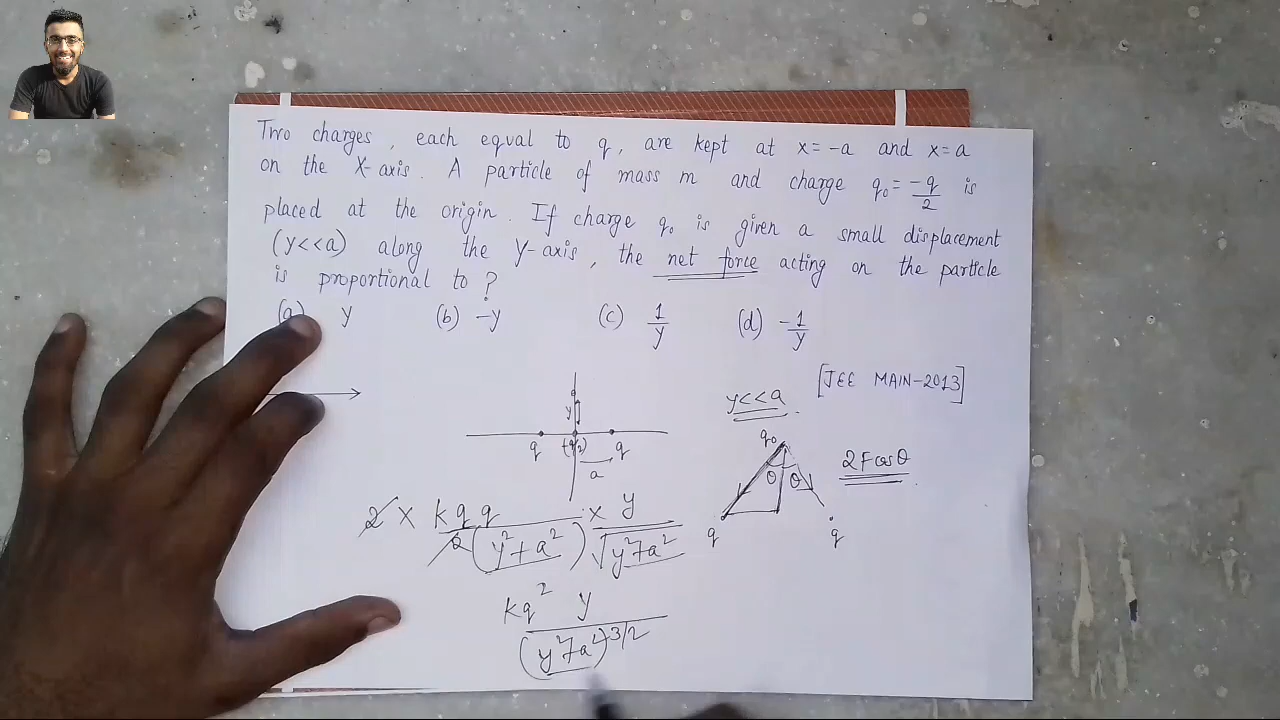 Two charges, each equal to q, are kept at x=-a and x=a
on the X-axis. A particle of mass m and charge q₀ = -q/2 is
placed at the origin. If charge q₀ is given a small displacement
(y<<a) along the Y-axis, the net force acting on the particle
is proportional to ?
(a) y (b) -y (c) 1/y (d) -1/y
[JEE MAIN-2013]
y<<a
y
q (-q/2) q
a
q₀
θ θ
q q
2Fcosθ
2 × kqq/2(y²+a²) × y/√y²+a²
kq² y/(y²+a²)3/2